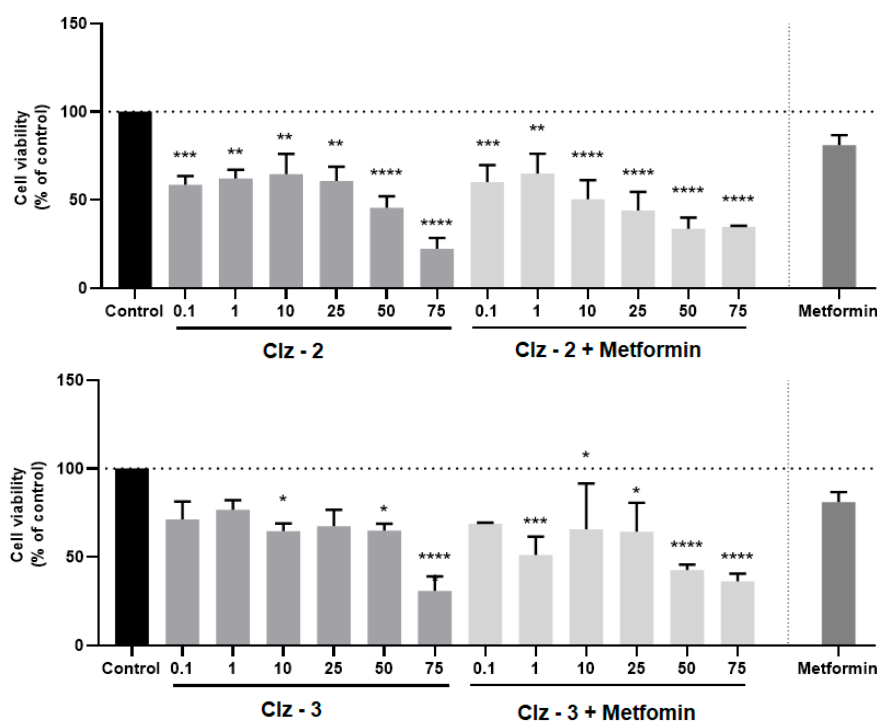 150
100
50
0
Cell viability
(% of control)
*** ** ** ** **** **** *** ** **** **** **** ****
Control 0.1 1 10 25 50 75 0.1 1 10 25 50 75 Metformin
Clz - 2 Clz - 2 + Metformin
150
100
50
0
Cell viability
(% of control)
* * **** *** * * **** ****
Control 0.1 1 10 25 50 75 0.1 1 10 25 50 75 Metformin
Clz - 3 Clz - 3 + Metfomin